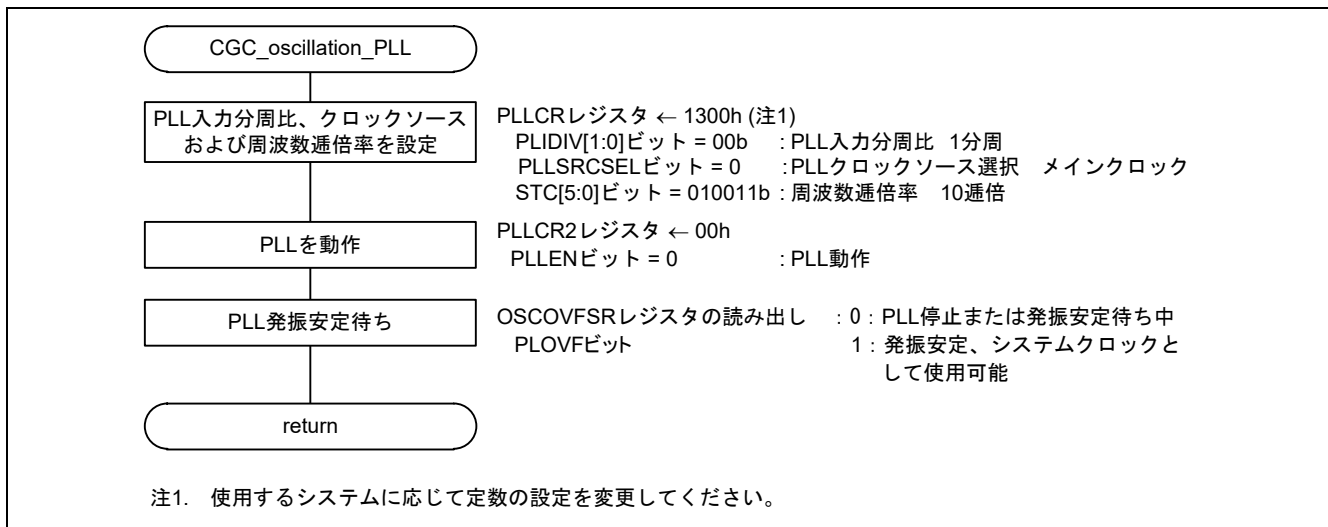 CGC_oscillation_PLL
PLL入力分周比、クロックソース
および周波数逓倍率を設定
PLLCRレジスタ ← 1300h (注1)
PLIDIV[1:0]ビット = 00b : PLL入力分周比 1分周
PLLSRCSELビット = 0 : PLLクロックソース選択 メインクロック
STC[5:0]ビット = 010011b : 周波数逓倍率 10逓倍
PLLを動作
PLLCR2レジスタ ← 00h
PLLENビット = 0 : PLL動作
PLL発振安定待ち
OSCOVFSRレジスタの読み出し : 0 : PLL停止または発振安定待ち中
PLOVFビット 1 : 発振安定、システムクロックと
して使用可能
return
注1. 使用するシステムに応じて定数の設定を変更してください。